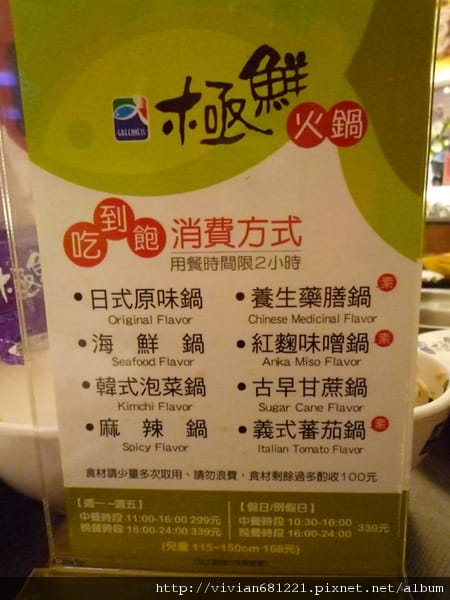 GREENNESS
極鮮
火鍋
吃到飽 消費方式
用餐時間限2小時
•日式原味鍋
Original Flavor
•養生藥膳鍋 素
Chinese Medicinal Flavor
•海鮮鍋
Seafood Flavor
•紅麴味噌鍋 素
Anka Miso Flavor
•韓式泡菜鍋
Kimchi Flavor
•古早甘蔗鍋
Sugar Cane Flavor
•麻辣鍋
Spicy Flavor
•義式蕃茄鍋 素
Italian Tomato Flavor
食材請少量多次取用、請勿浪費，食材剩餘過多酌收100元
【週一~週五】
中餐時段 11:00-16:00 299元
晚餐時段 16:00-24:00 339元
【假日/例假日】
中餐時段 10:30-16:00
晚餐時段 16:00-24:00
339元
(兒童 115~150cm 168元)
http://vivian681221.pixnet.net/album